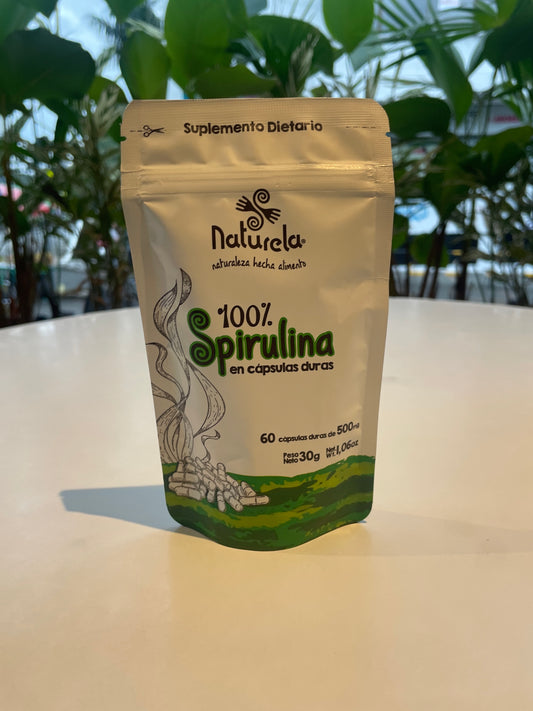 Suplemento Dietario
Naturela®
naturaleza hecha alimento
100%
Spirulina
en cápsulas duras
60 cápsulas duras de 500mg
Peso Neto 30g Net WT. 1,06oz